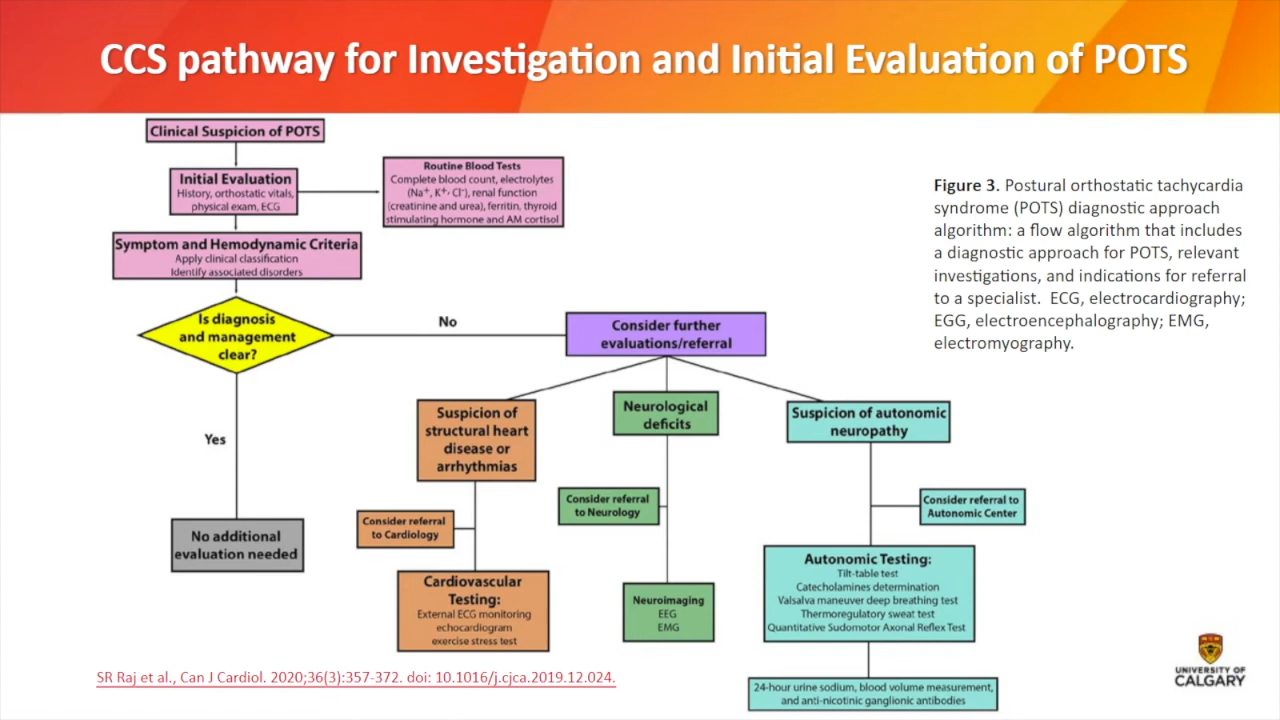 CCS pathway for Investigation and Initial Evaluation of POTS
Clinical Suspicion of POTS
Initial Evaluation
History, orthostatic vitals,
physical exam, ECG
Routine Blood Tests
Complete blood count, electrolytes
(Na⁺, K⁺, Cl⁻), renal function
(creatinine and urea), ferritin, thyroid
stimulating hormone and AM cortisol
Symptom and Hemodynamic Criteria
Apply clinical classification
Identify associated disorders
Is diagnosis
and management
clear?
No
Consider further
evaluations/referral
Yes
No additional
evaluation needed
Suspicion of
structural heart
disease or
arrhythmias
Consider referral
to Cardiology
Cardiovascular
Testing:
External ECG monitoring
echocardiogram
exercise stress test
Neurological
deficits
Consider referral
to Neurology
Neuroimaging
EEG
EMG
Suspicion of autonomic
neuropathy
Consider referral to
Autonomic Center
Autonomic Testing:
Tilt-table test
Catecholamines determination
Valsalva maneuver deep breathing test
Thermoregulatory sweat test
Quantitative Sudomotor Axonal Reflex Test
24-hour urine sodium, blood volume measurement,
and anti-nicotinic ganglionic antibodies
Figure 3. Postural orthostatic tachycardia
syndrome (POTS) diagnostic approach
algorithm: a flow algorithm that includes
a diagnostic approach for POTS, relevant
investigations, and indications for referral
to a specialist. ECG, electrocardiography;
EGG, electroencephalography; EMG,
electromyography.
SR Raj et al., Can J Cardiol. 2020;36(3):357-372. doi: 10.1016/j.cjca.2019.12.024.
UNIVERSITY OF
CALGARY